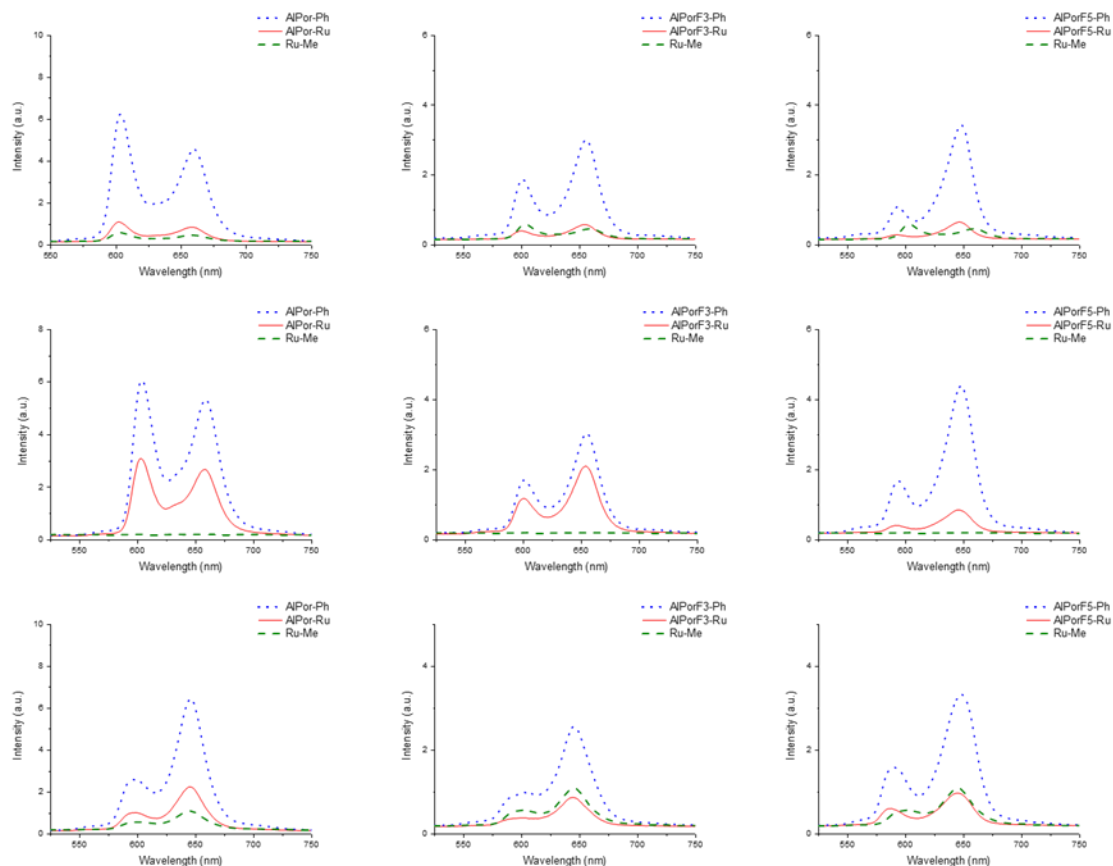 AlPor-Ph
AlPor-Ru
Ru-Me
10
8
6
4
2
0
Intensity (a.u.)
550 600 650 700 750
Wavelength (nm)
AlPorF3-Ph
AlPorF3-Ru
Ru-Me
6
4
2
0
Intensity (a.u.)
550 600 650 700 750
Wavelength (nm)
AlPorF5-Ph
AlPorF5-Ru
Ru-Me
6
4
2
0
Intensity (a.u.)
550 600 650 700 750
Wavelength (nm)
AlPor-Ph
AlPor-Ru
Ru-Me
8
6
4
2
0
Intensity (a.u.)
550 600 650 700 750
Wavelength (nm)
AlPorF3-Ph
AlPorF3-Ru
Ru-Me
6
4
2
0
Intensity (a.u.)
550 600 650 700 750
Wavelength (nm)
AlPorF5-Ph
AlPorF5-Ru
Ru-Me
6
4
2
0
Intensity (a.u.)
550 600 650 700 750
Wavelength (nm)
AlPor-Ph
AlPor-Ru
Ru-Me
10
8
6
4
2
0
Intensity (a.u.)
550 600 650 700 750
Wavelength (nm)
AlPorF3-Ph
AlPorF3-Ru
Ru-Me
4
2
0
Intensity (a.u.)
550 600 650 700 750
Wavelength (nm)
AlPorF5-Ph
AlPorF5-Ru
Ru-Me
4
2
0
Intensity (a.u.)
550 600 650 700 750
Wavelength (nm)